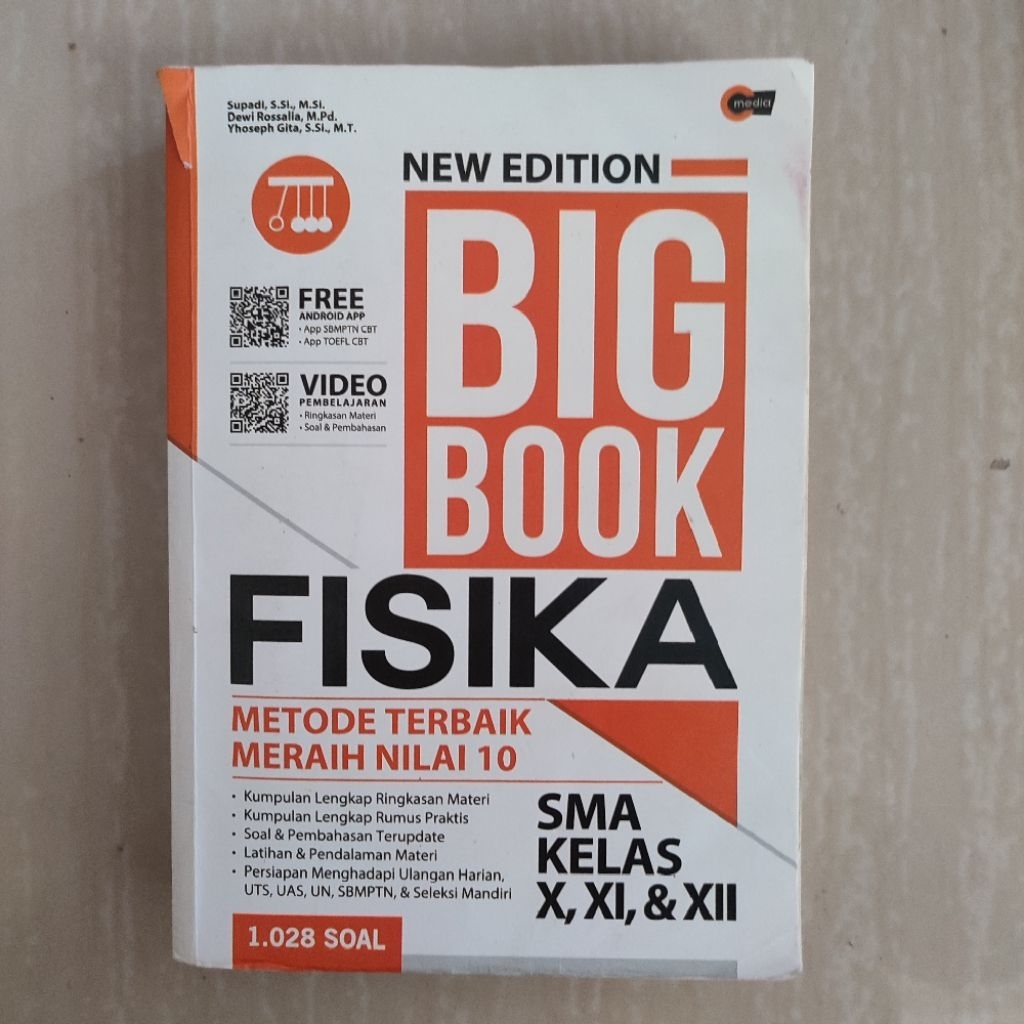 Supadi, S.Si., M.Si.
Dewi Rossalia, M.Pd.
Yhoseph Gita, S.Si., M.T.
media
NEW EDITION
BIG
BOOK
FREE
ANDROID APP
• App SBMPTN CBT
• App TOEFL CBT
VIDEO
PEMBELAJARAN
• Ringkasan Materi
• Soal & Pembahasan
FISIKA
METODE TERBAIK
MERAIH NILAI 10
• Kumpulan Lengkap Ringkasan Materi
• Kumpulan Lengkap Rumus Praktis
• Soal & Pembahasan Terupdate
• Latihan & Pendalaman Materi
• Persiapan Menghadapi Ulangan Harian,
UTS, UAS, UN, SBMPTN, & Seleksi Mandiri
SMA
KELAS
X, XI, & XII
1.028 SOAL